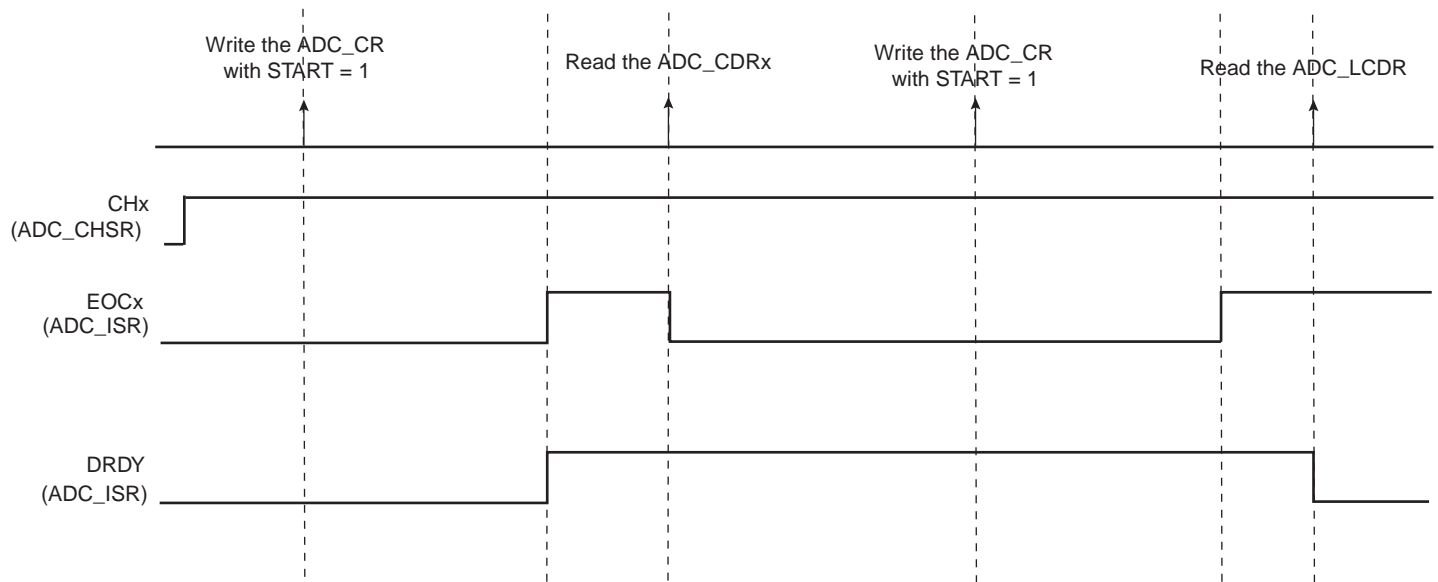 Write the ADC_CR
with START = 1
Read the ADC_CDRx
Write the ADC_CR
with START = 1
Read the ADC_LCDR
CHx
(ADC_CHSR)
EOCx
(ADC_ISR)
DRDY
(ADC_ISR)